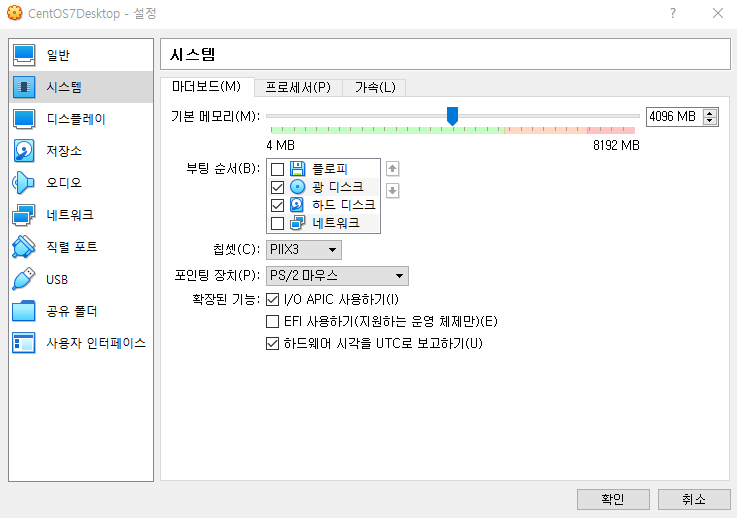 CentOS7Desktop - 설정
일반
시스템
디스플레이
저장소
오디오
네트워크
직렬 포트
USB
공유 폴더
사용자 인터페이스
시스템
마더보드(M) 프로세서(P) 가속(L)
기본 메모리(M): 4096 MB
4 MB 8192 MB
부팅 순서(B): 플로피
광 디스크
하드 디스크
네트워크
칩셋(C): PIIX3
포인팅 장치(P): PS/2 마우스
확장된 기능: I/O APIC 사용하기(I)
EFI 사용하기(지원하는 운영 체제만)(E)
하드웨어 시각을 UTC로 보고하기(U)
확인 취소